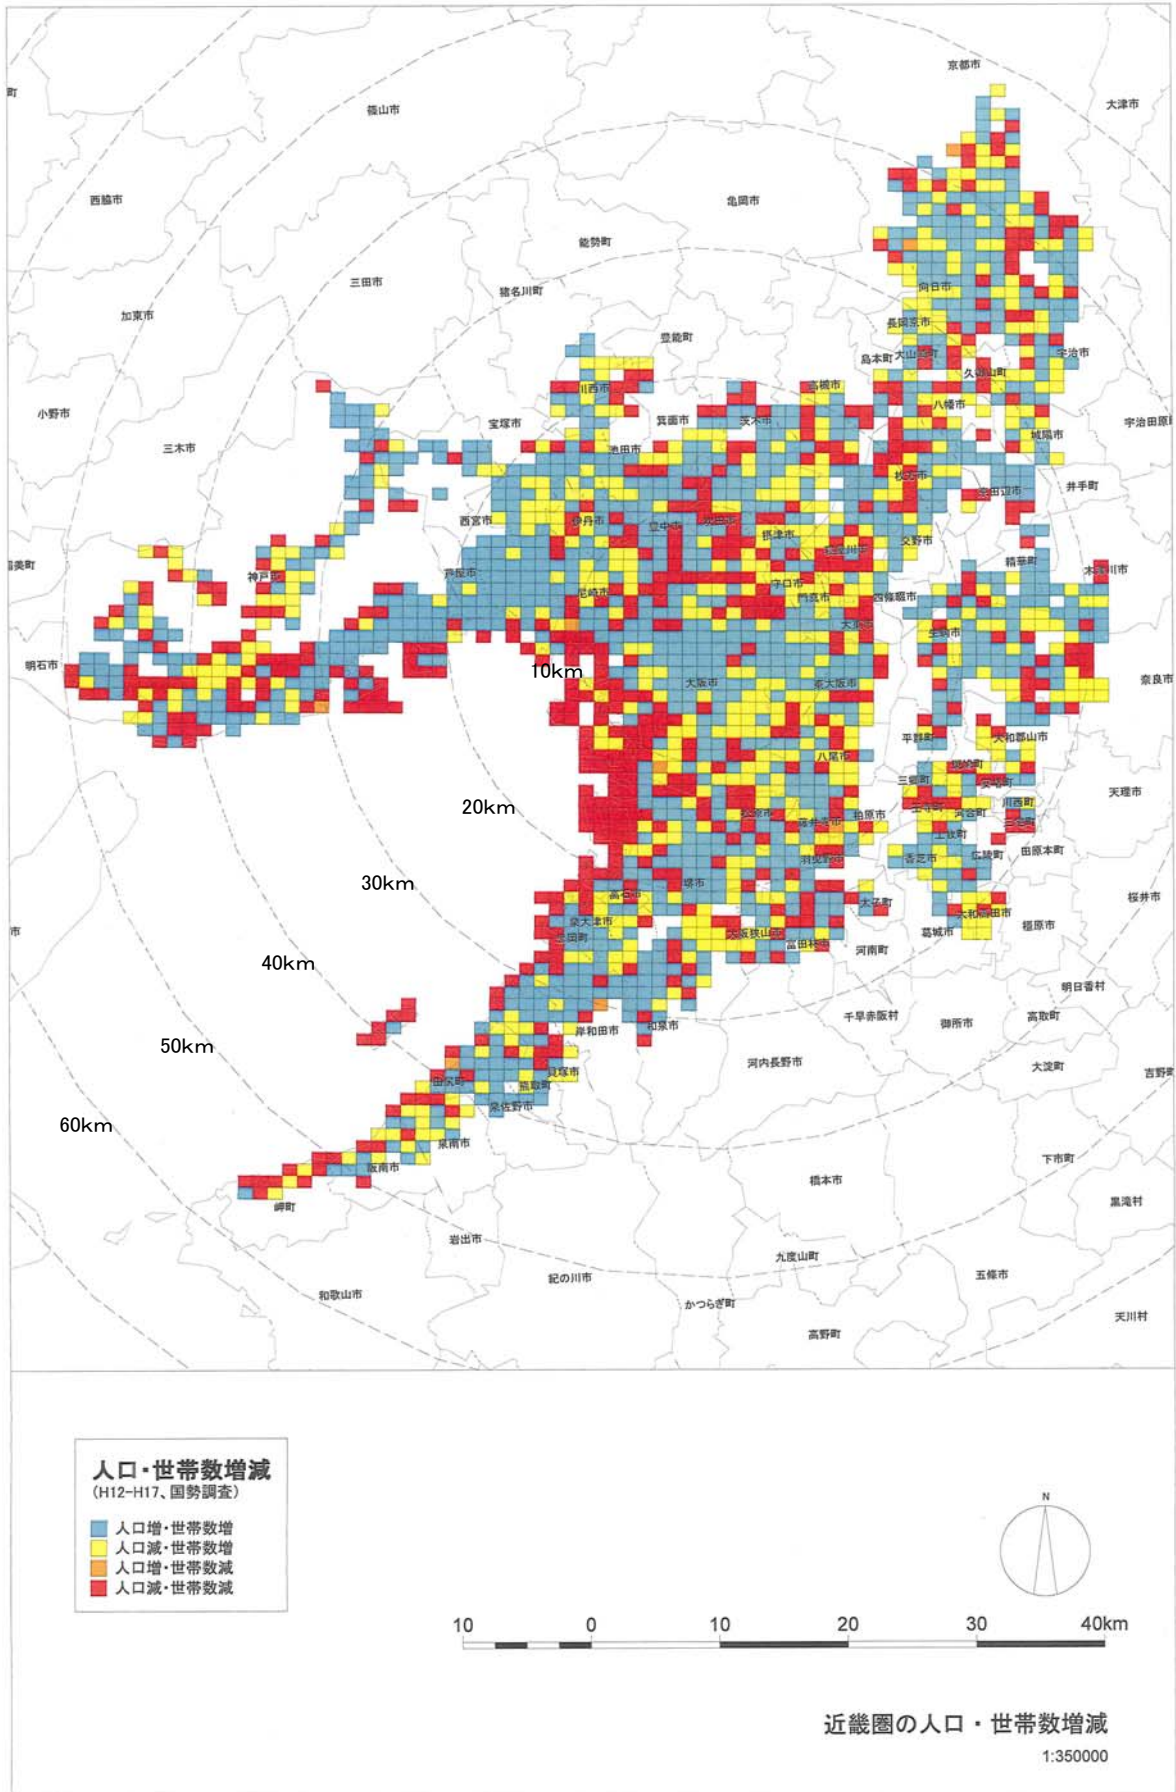 京都市
町
大津市
篠山市
西脇市
亀岡市
能勢町
三田市
猪名川町
向日市
加東市
長岡京市
豊能町
島本町
宇治市
久御山町
川西市
高槻市
八幡市
小野市
宝塚市
箕面市
茨木市
宇治田原
城陽市
三木市
池田市
枚方市
京田辺市
井手町
西宮市
伊丹市
豊中市
吹田市
摂津市
寝屋川市
交野市
精華町
木津川市
神戸市
芦屋市
守口市
尼崎市
門真市
四條畷市
大東市
生駒市
明石市
10km
大阪市
東大阪市
奈良市
平群町
大和郡山市
八尾市
斑鳩町
三郷町
安堵町
天理市
20km
王寺町
川西町
松原市
藤井寺市
柏原市
河合町
三宅町
上牧町
羽曳野市
香芝市
広陵町
田原本町
30km
堺市
高石市
太子町
桜井市
泉大津市
大和高田市
市
忠岡町
大阪狭山市
葛城市
橿原市
富田林市
河南町
40km
明日香村
千早赤阪村
御所市
高取町
岸和田市
和泉市
50km
河内長野市
大淀町
貝塚市
吉野町
田尻町
熊取町
泉佐野市
60km
泉南市
下市町
阪南市
橋本市
岬町
黒滝村
岩出市
九度山町
紀の川市
五條市
和歌山市
かつらぎ町
天川村
高野町
人口・世帯数増減
(H12-H17、国勢調査)
人口増・世帯数増
人口減・世帯数増
人口増・世帯数減
人口減・世帯数減
N
10 0 10 20 30 40km
近畿圏の人口・世帯数増減
1:350000